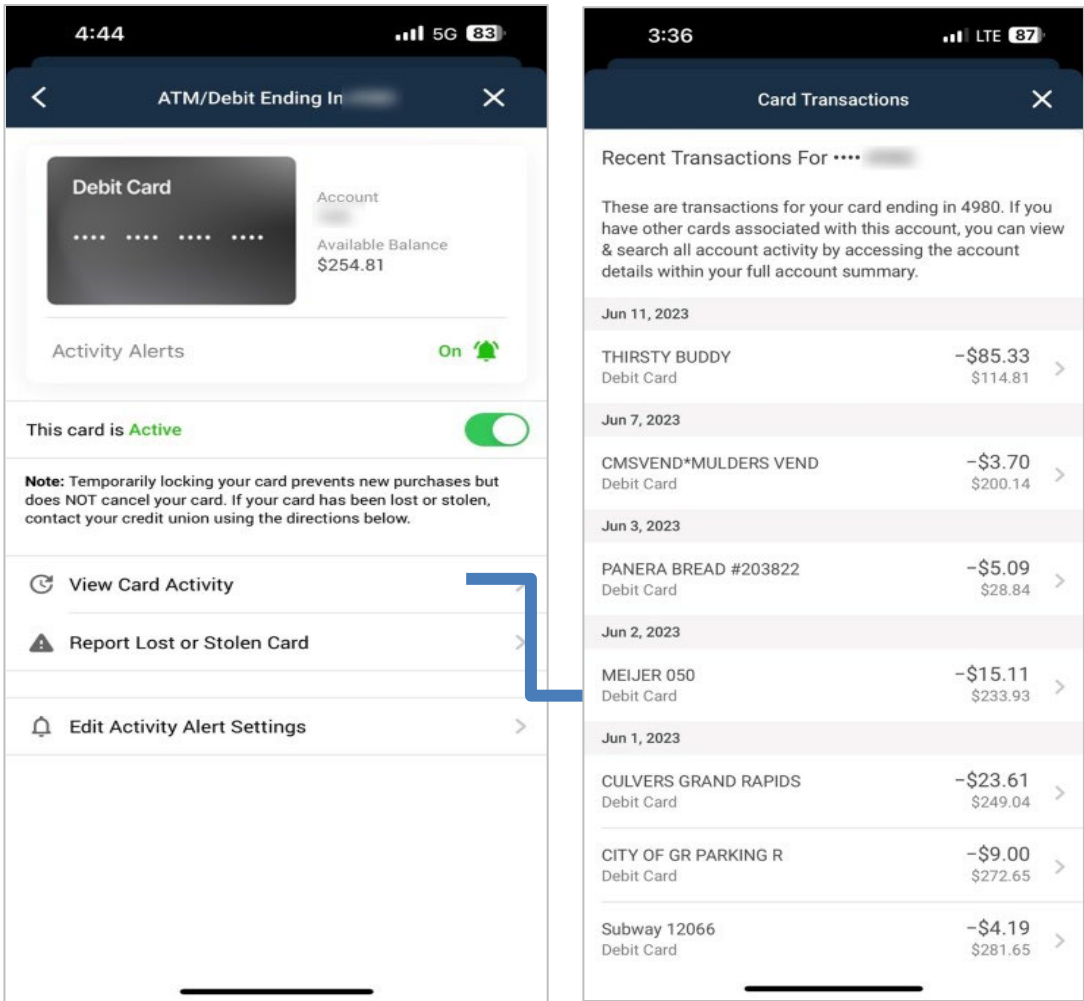 4:44
5G 83
ATM/Debit Ending In
Debit Card
•••• •••• •••• ••••
Account
Available Balance
$254.81
Activity Alerts
On
This card is Active
Note: Temporarily locking your card prevents new purchases but
does NOT cancel your card. If your card has been lost or stolen,
contact your credit union using the directions below.
View Card Activity
Report Lost or Stolen Card
Edit Activity Alert Settings
3:36
LTE 87
Card Transactions
Recent Transactions For ••••
These are transactions for your card ending in 4980. If you
have other cards associated with this account, you can view
& search all account activity by accessing the account
details within your full account summary.
Jun 11, 2023
THIRSTY BUDDY −$85.33
Debit Card $114.81
Jun 7, 2023
CMSVEND*MULDERS VEND −$3.70
Debit Card $200.14
Jun 3, 2023
PANERA BREAD #203822 −$5.09
Debit Card $28.84
Jun 2, 2023
MEIJER 050 −$15.11
Debit Card $233.93
Jun 1, 2023
CULVERS GRAND RAPIDS −$23.61
Debit Card $249.04
CITY OF GR PARKING R −$9.00
Debit Card $272.65
Subway 12066 −$4.19
Debit Card $281.65